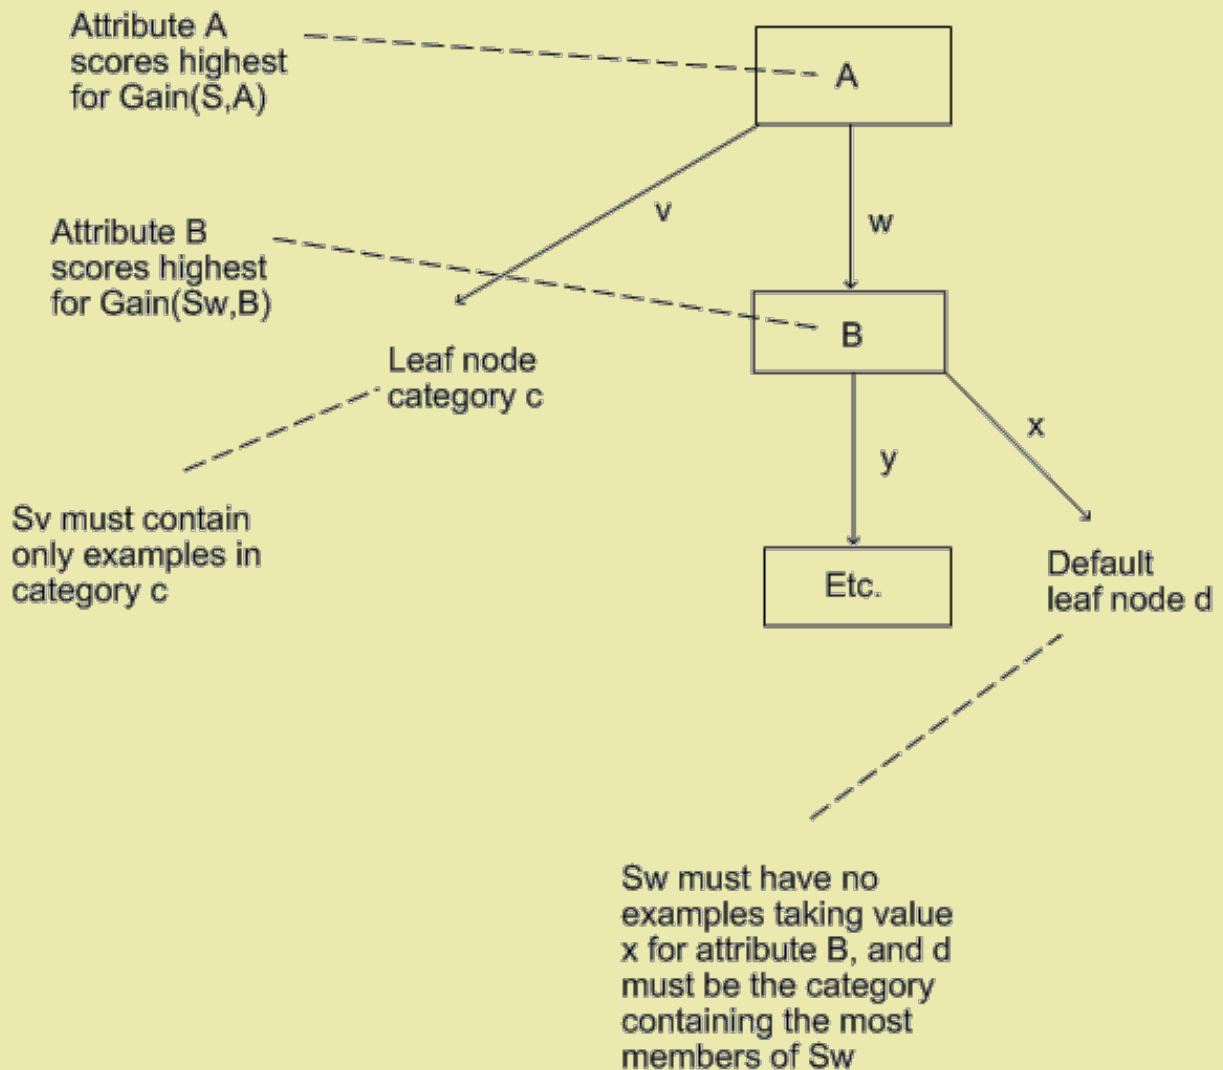 Attribute A
scores highest
for Gain(S,A)
A
v
w
Attribute B
scores highest
for Gain(Sw,B)
B
Leaf node
category c
x
y
Sv must contain
only examples in
category c
Etc.
Default
leaf node d
Sw must have no
examples taking value
x for attribute B, and d
must be the category
containing the most
members of Sw